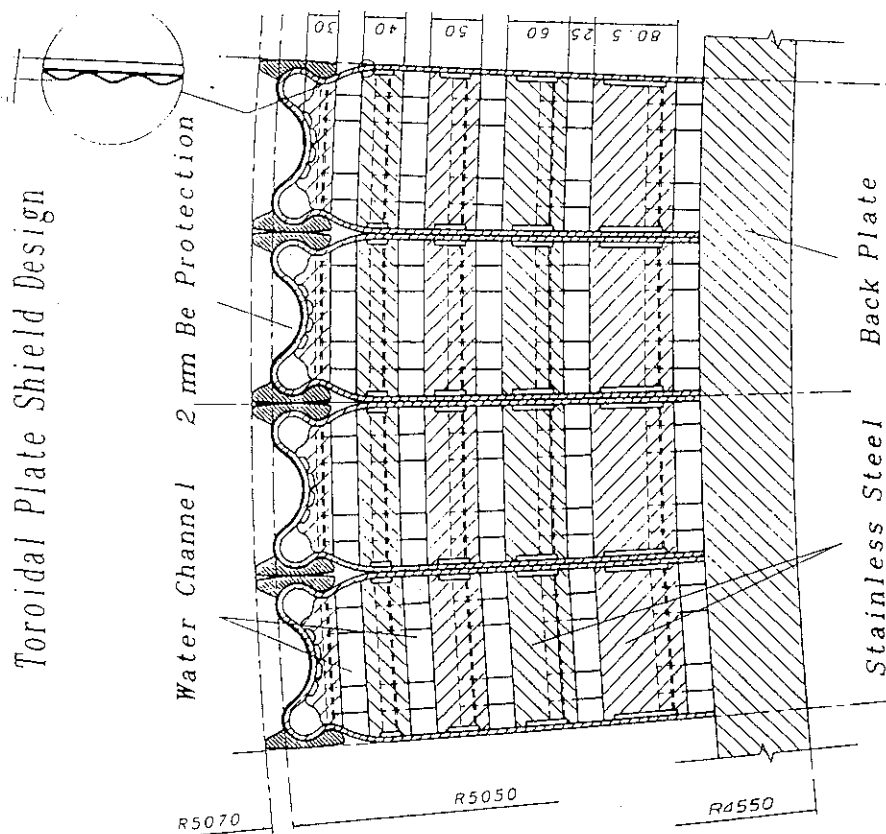 Toroidal Plate Shield Design
Water Channel
2 mm Be Protection
30
40
50
60
25
80.5
Stainless Steel
Back Plate
R5070
R5050
R4550